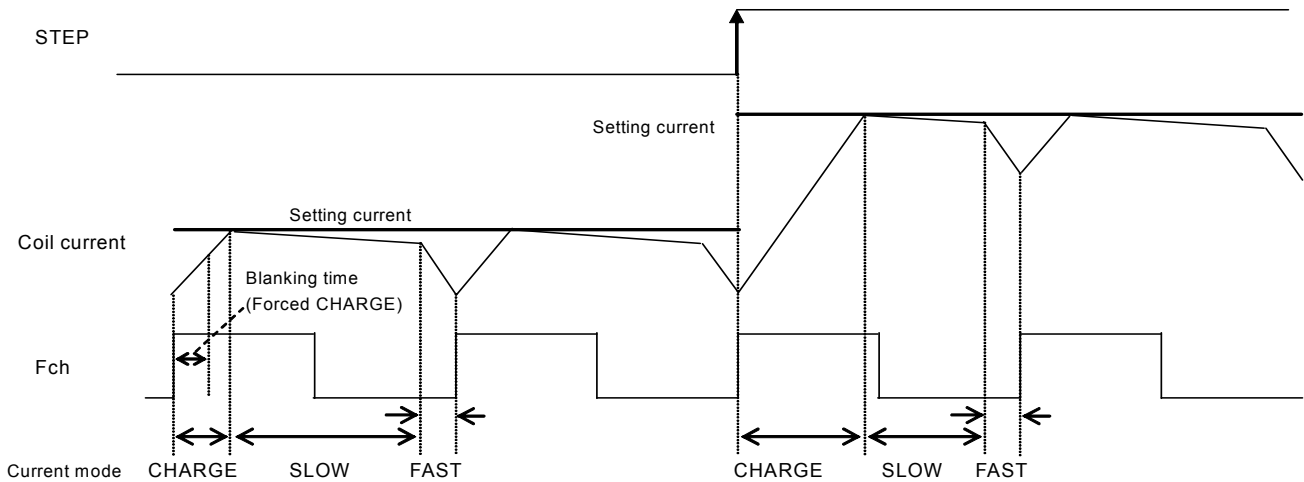 STEP
Setting current
Setting current
Coil current
Blanking time
(Forced CHARGE)
Fch
Current mode CHARGE SLOW FAST CHARGE SLOW FAST